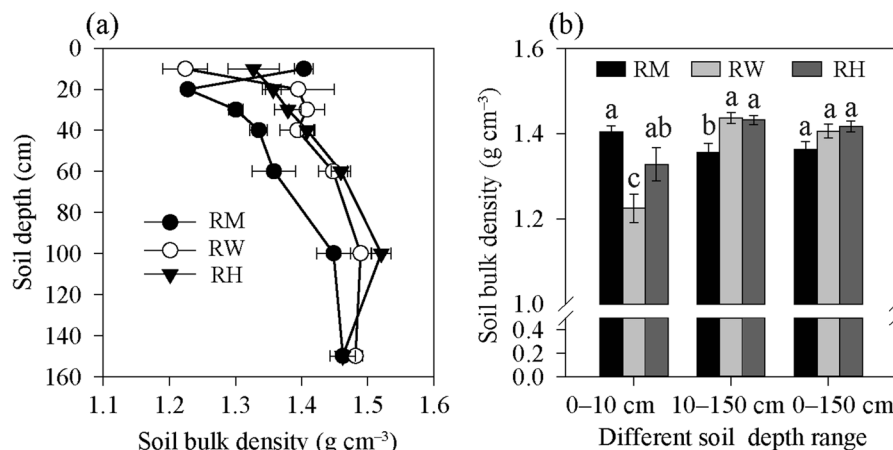 (a)
0
20
40
60
80
100
120
140
160
Soil depth (cm)
RM
RW
RH
1.1 1.2 1.3 1.4 1.5 1.6
Soil bulk density (g cm⁻³)
(b)
1.6
1.4
1.2
1.0
0.4
0.2
0.0
Soil bulk density (g cm⁻³)
RM RW RH
a c ab
b a a
a a a
0–10 cm 10–150 cm 0–150 cm
Different soil depth range